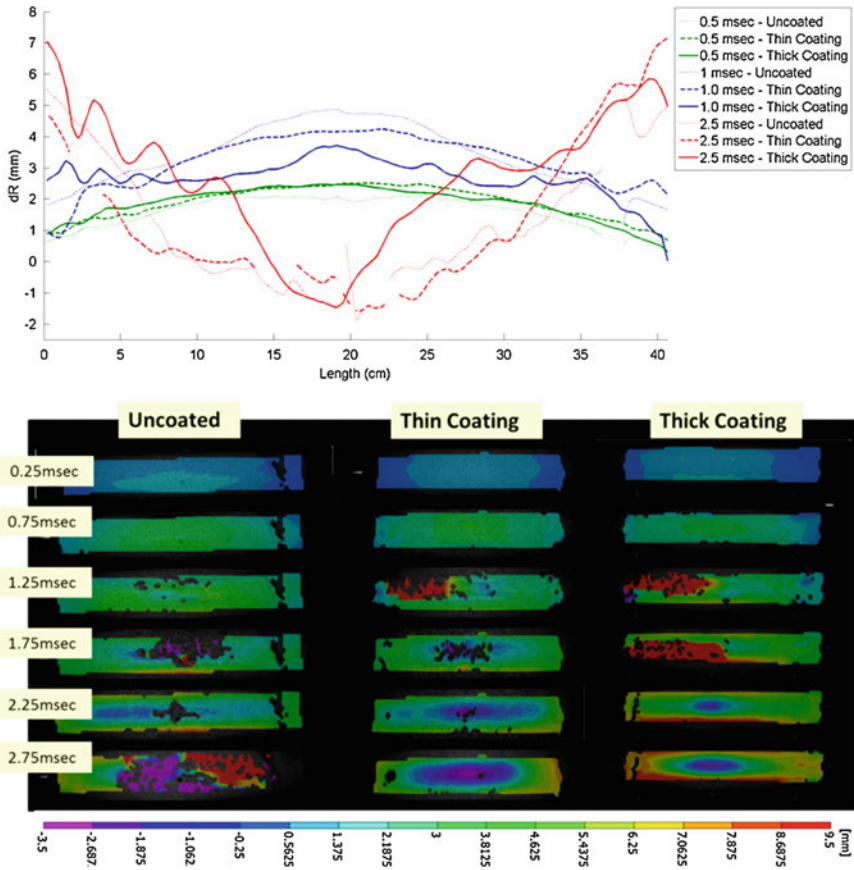 8
7
6
5
4
3
2
1
0
-1
-2
dR (mm)
0 5 10 15 20 25 30 35 40
Length (cm)
0.5 msec - Uncoated
0.5 msec - Thin Coating
0.5 msec - Thick Coating
1 msec - Uncoated
1.0 msec - Thin Coating
1.0 msec - Thick Coating
2.5 msec - Uncoated
2.5 msec - Thin Coating
2.5 msec - Thick Coating
Uncoated Thin Coating Thick Coating
0.25msec
0.75msec
1.25msec
1.75msec
2.25msec
2.75msec
-3.5 -2.687. -1.875 -1.062. -0.25 0.5625 1.375 2.1875 3 3.8125 4.625 5.4375 6.25 7.0625 7.875 8.6875 9.5 [mm]